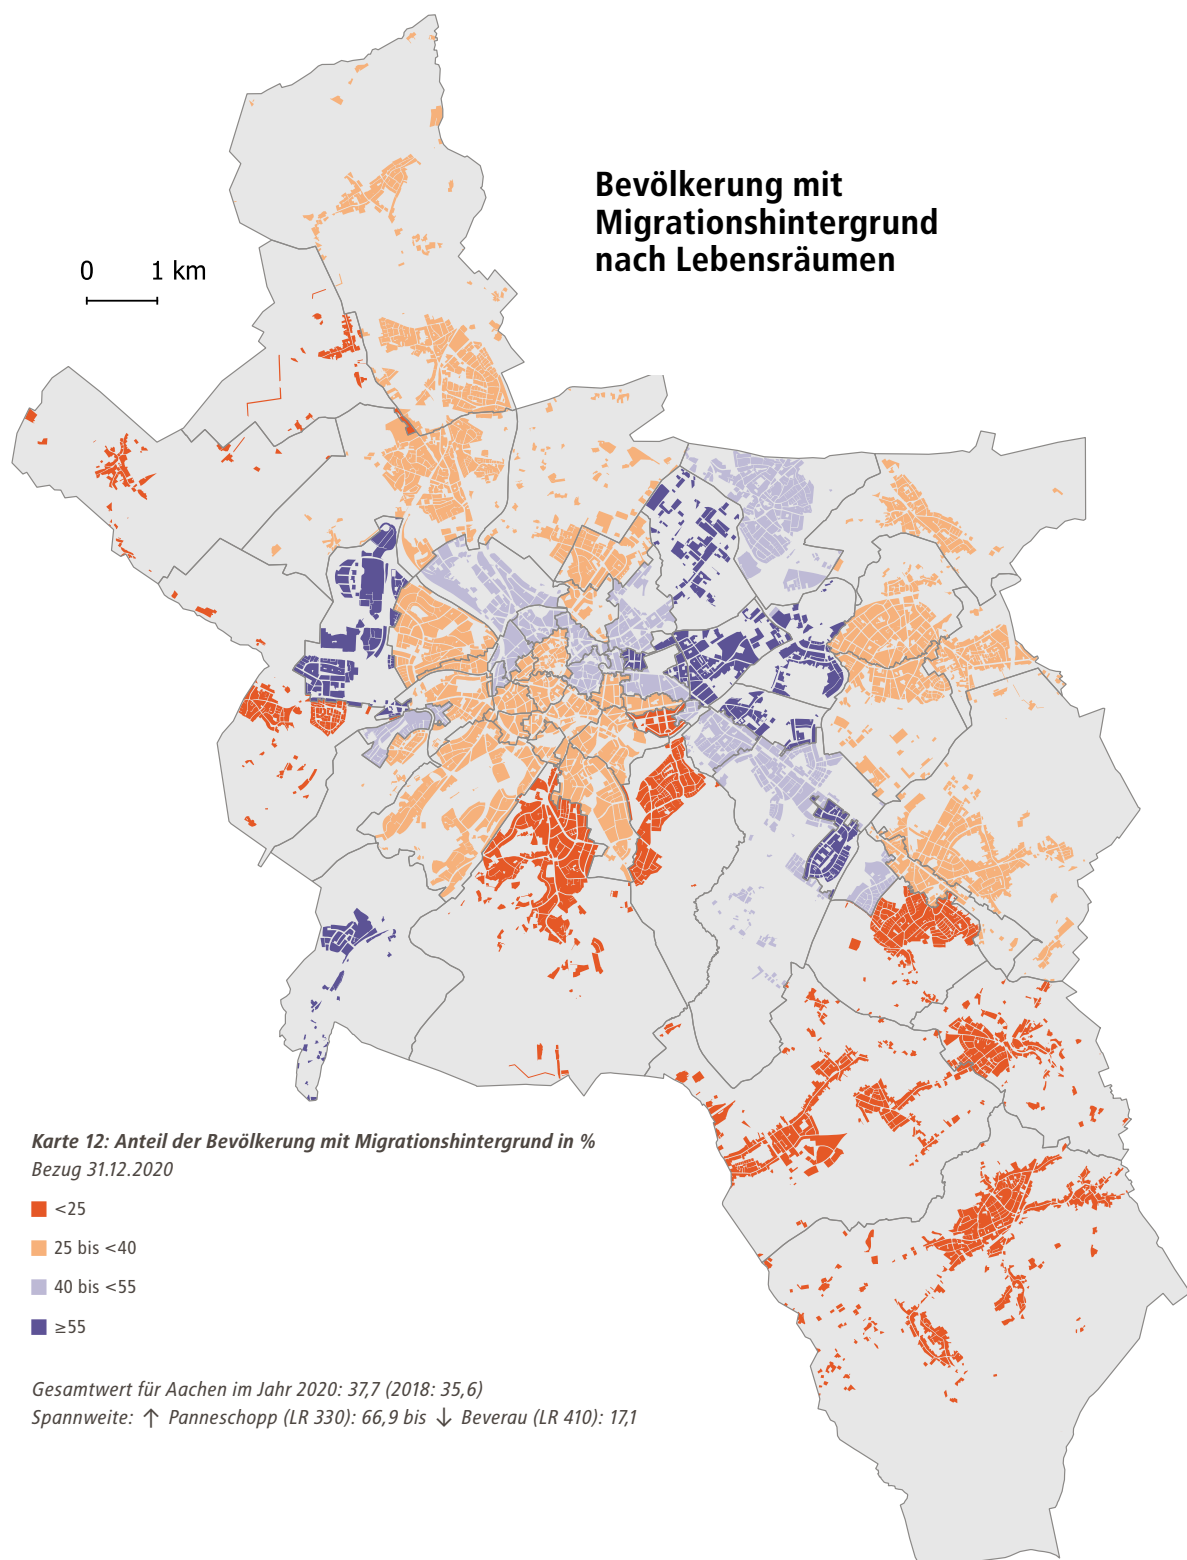 Bevölkerung mit
Migrationshintergrund
nach Lebensräumen
0 1 km
Karte 12: Anteil der Bevölkerung mit Migrationshintergrund in %
Bezug 31.12.2020
<25
25 bis <40
40 bis <55
≥55
Gesamtwert für Aachen im Jahr 2020: 37,7 (2018: 35,6)
Spannweite: ↑ Panneschopp (LR 330): 66,9 bis ↓ Beverau (LR 410): 17,1